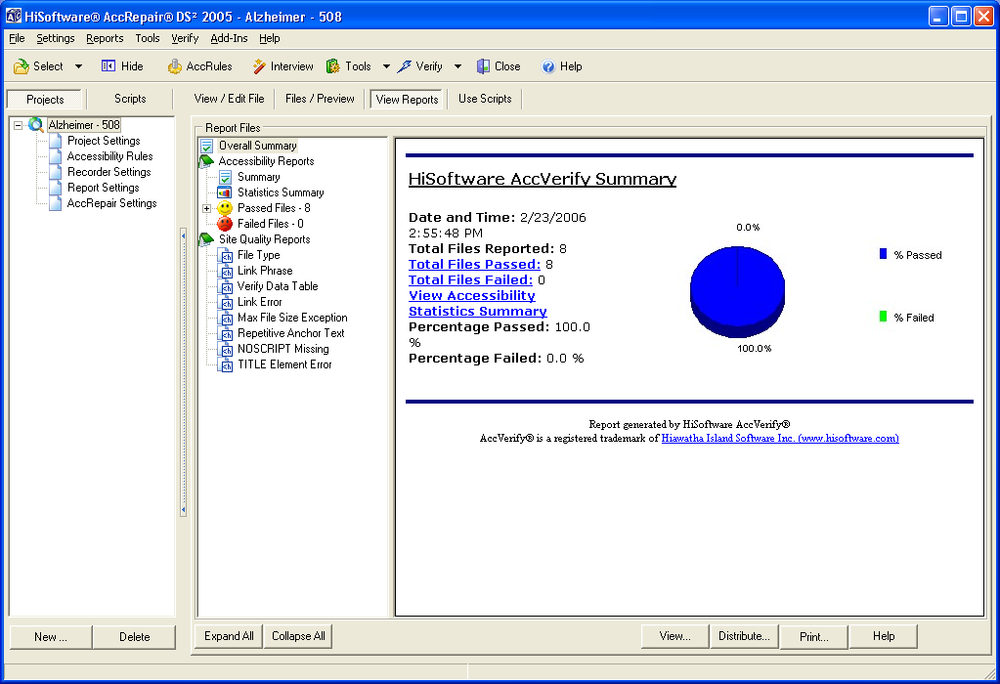 HiSoftware® AccRepair® DS² 2005 - Alzheimer - 508
File Settings Reports Tools Verify Add-Ins Help
Select Hide AccRules Interview Tools Verify Close Help
Projects Scripts View / Edit File Files / Preview View Reports Use Scripts
Alzheimer - 508
Project Settings
Accessibility Rules
Recorder Settings
Report Settings
AccRepair Settings
Report Files
Overall Summary
Accessibility Reports
Summary
Statistics Summary
Passed Files - 8
Failed Files - 0
Site Quality Reports
File Type
Link Phrase
Verify Data Table
Link Error
Max File Size Exception
Repetitive Anchor Text
NOSCRIPT Missing
TITLE Element Error
HiSoftware AccVerify Summary
Date and Time: 2/23/2006
2:55:48 PM
Total Files Reported: 8
Total Files Passed: 8
Total Files Failed: 0
View Accessibility
Statistics Summary
Percentage Passed: 100.0
%
Percentage Failed: 0.0 %
0.0%
100.0%
% Passed
% Failed
Report generated by HiSoftware AccVerify®
AccVerify® is a registered trademark of Hiawatha Island Software Inc. (www.hisoftware.com)
New ... Delete Expand All Collapse All View... Distribute... Print... Help